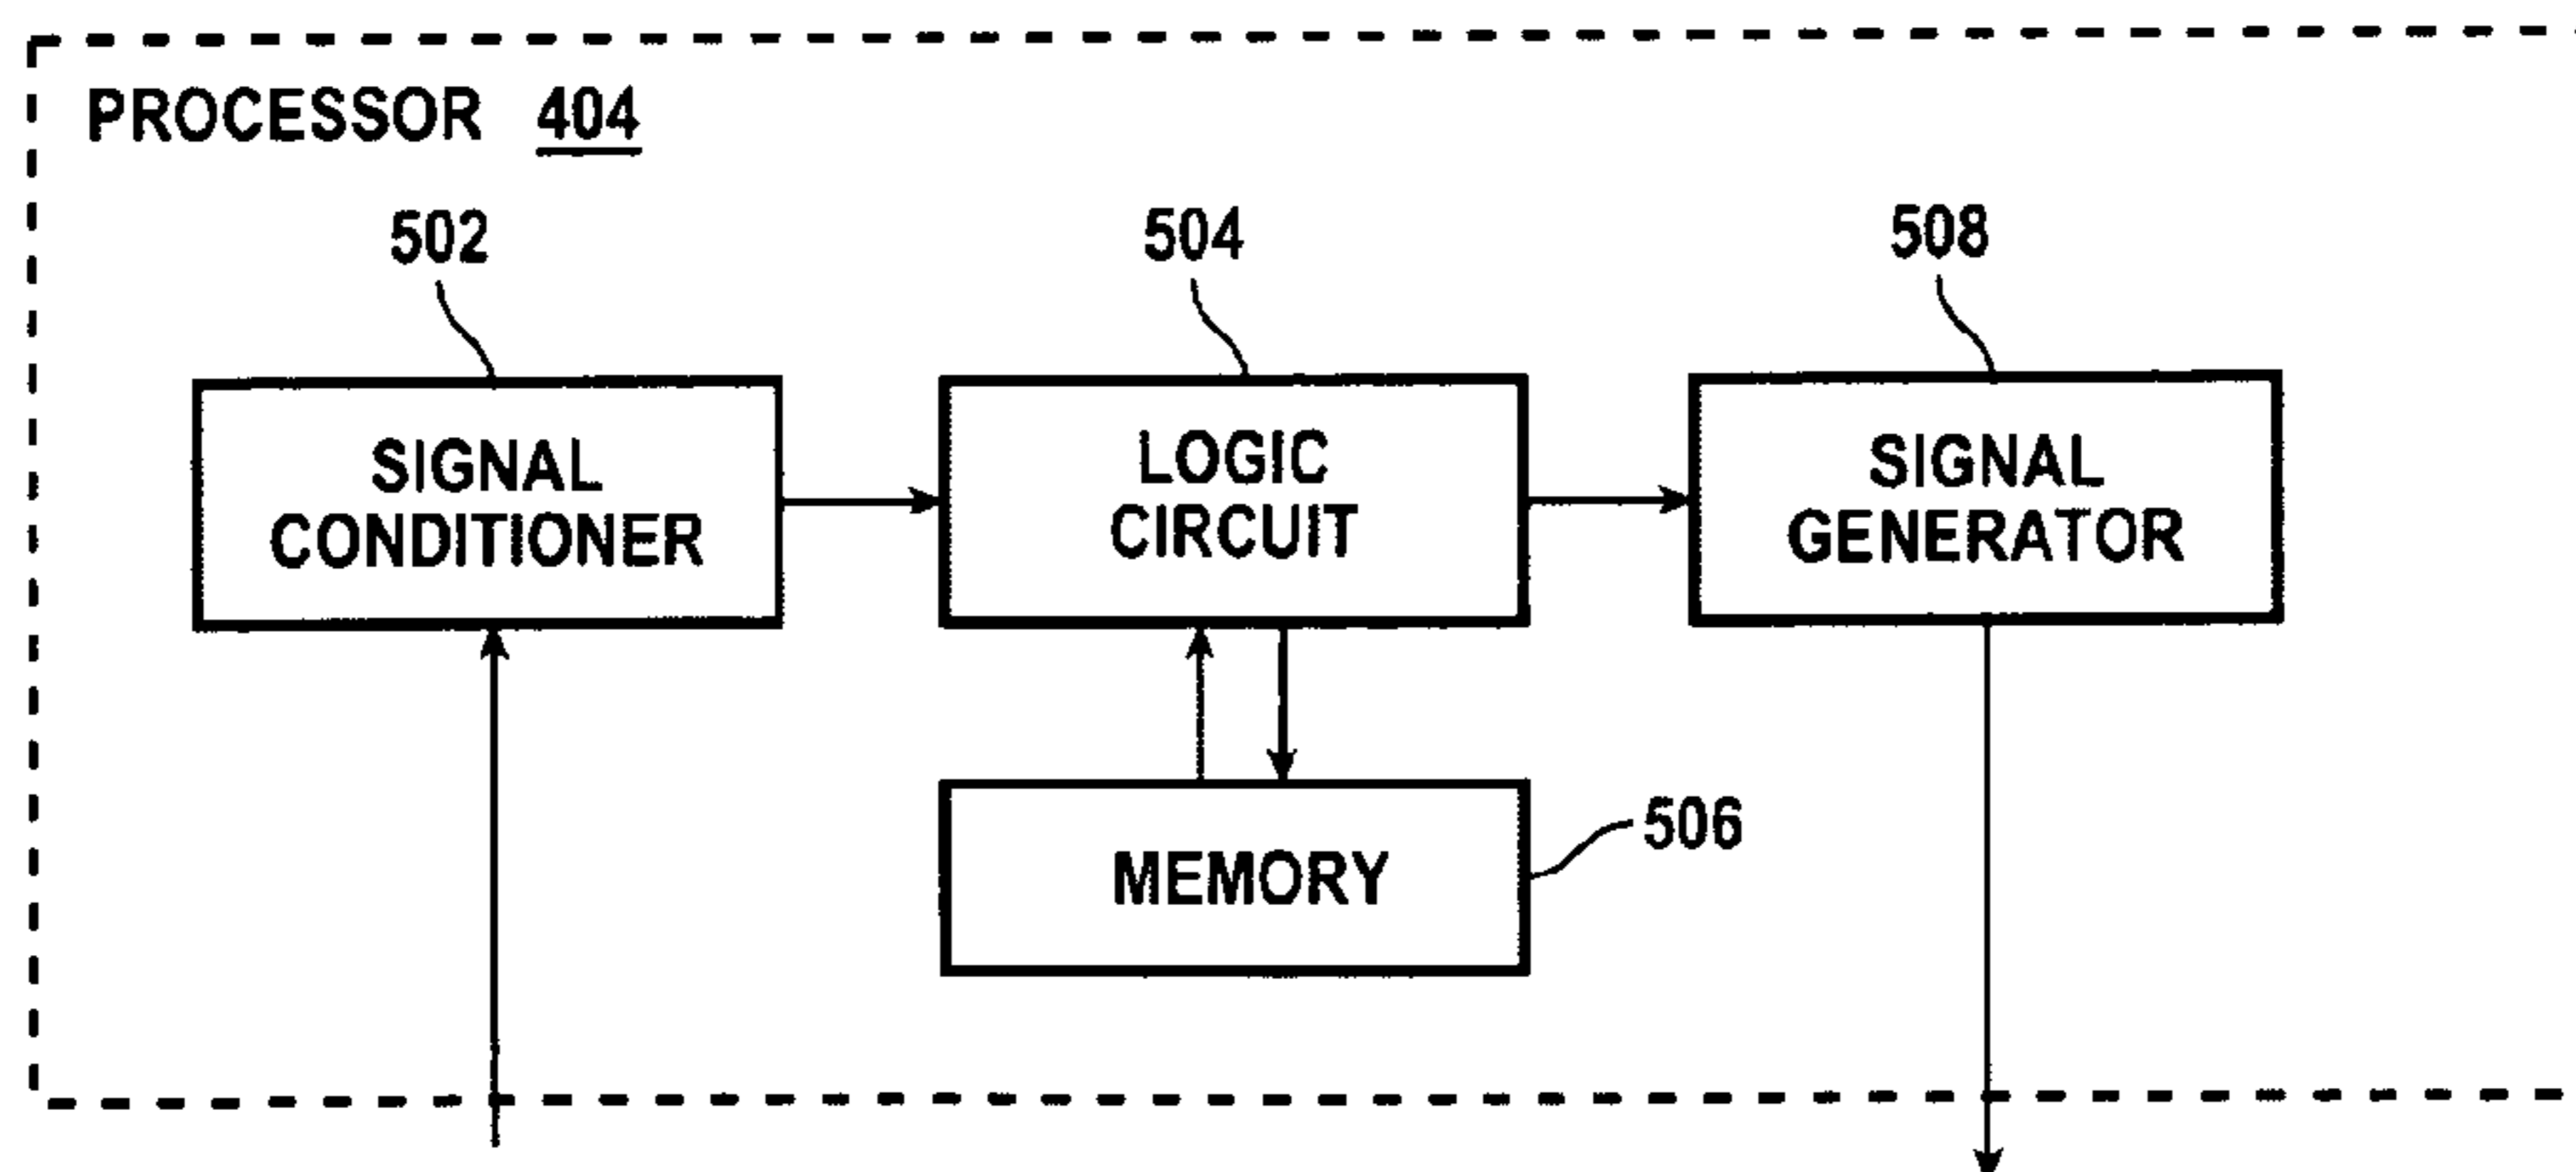 PROCESSOR 404
502
504
508
SIGNAL
CONDITIONER
LOGIC
CIRCUIT
SIGNAL
GENERATOR
MEMORY
506